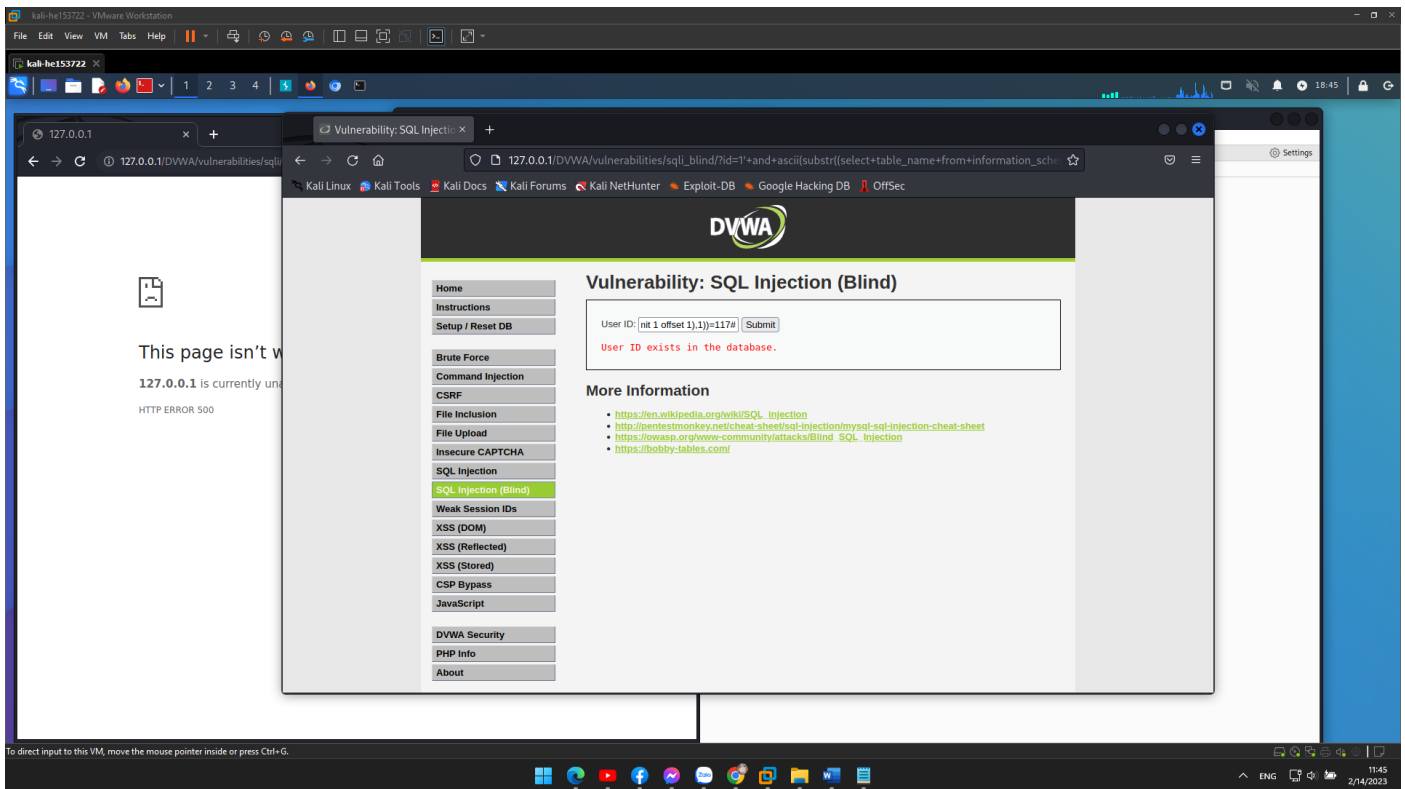 kali-he153722 - VMware Workstation
File Edit View VM Tabs Help
kali-he153722
1 2 3 4
18:45
127.0.0.1
127.0.0.1/DVWA/vulnerabilities/sqli
Settings
This page isn't w
127.0.0.1 is currently una
HTTP ERROR 500
Vulnerability: SQL Injectio
127.0.0.1/DVWA/vulnerabilities/sqli_blind/?id=1'+and+ascii(substr((select+table_name+from+information_sche
Kali Linux Kali Tools Kali Docs Kali Forums Kali NetHunter Exploit-DB Google Hacking DB OffSec
DVWA
Home
Instructions
Setup / Reset DB
Brute Force
Command Injection
CSRF
File Inclusion
File Upload
Insecure CAPTCHA
SQL Injection
SQL Injection (Blind)
Weak Session IDs
XSS (DOM)
XSS (Reflected)
XSS (Stored)
CSP Bypass
JavaScript
DVWA Security
PHP Info
About
Vulnerability: SQL Injection (Blind)
User ID: nit 1 offset 1),1))=117# Submit
User ID exists in the database.
More Information
https://en.wikipedia.org/wiki/SQL_injection
http://pentestmonkey.net/cheat-sheet/sql-injection/mysql-sql-injection-cheat-sheet
https://owasp.org/www-community/attacks/Blind_SQL_Injection
https://bobby-tables.com/
To direct input to this VM, move the mouse pointer inside or press Ctrl+G.
Zalo
ENG
11:45
2/14/2023